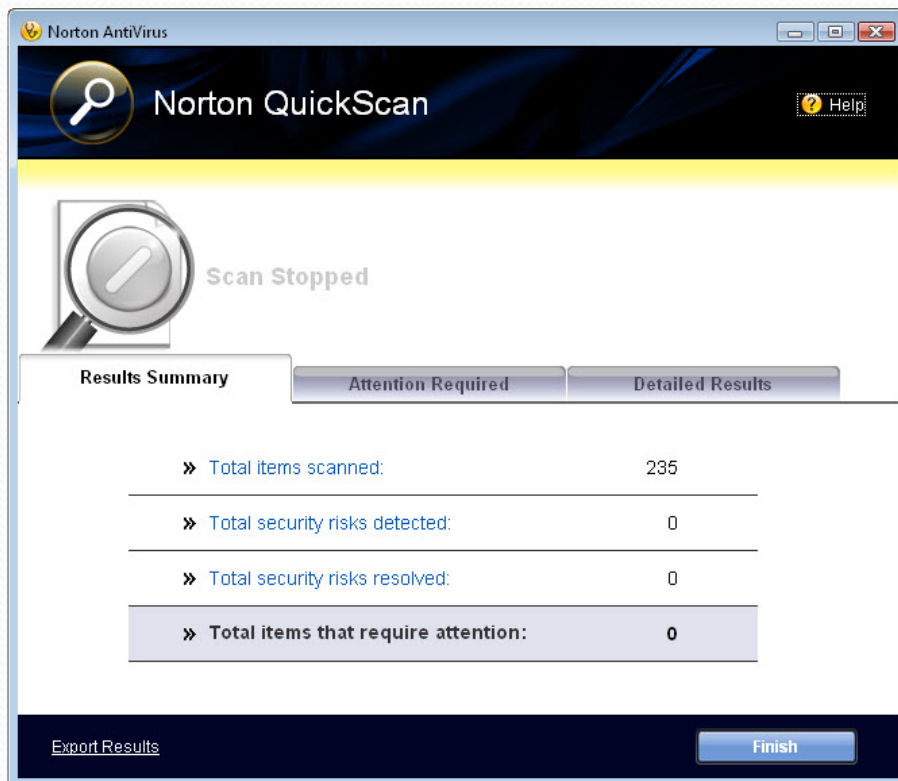 Norton AntiVirus
Norton QuickScan
Help
Scan Stopped
Results Summary
Attention Required
Detailed Results
» Total items scanned: 235
» Total security risks detected: 0
» Total security risks resolved: 0
» Total items that require attention: 0
Export Results
Finish